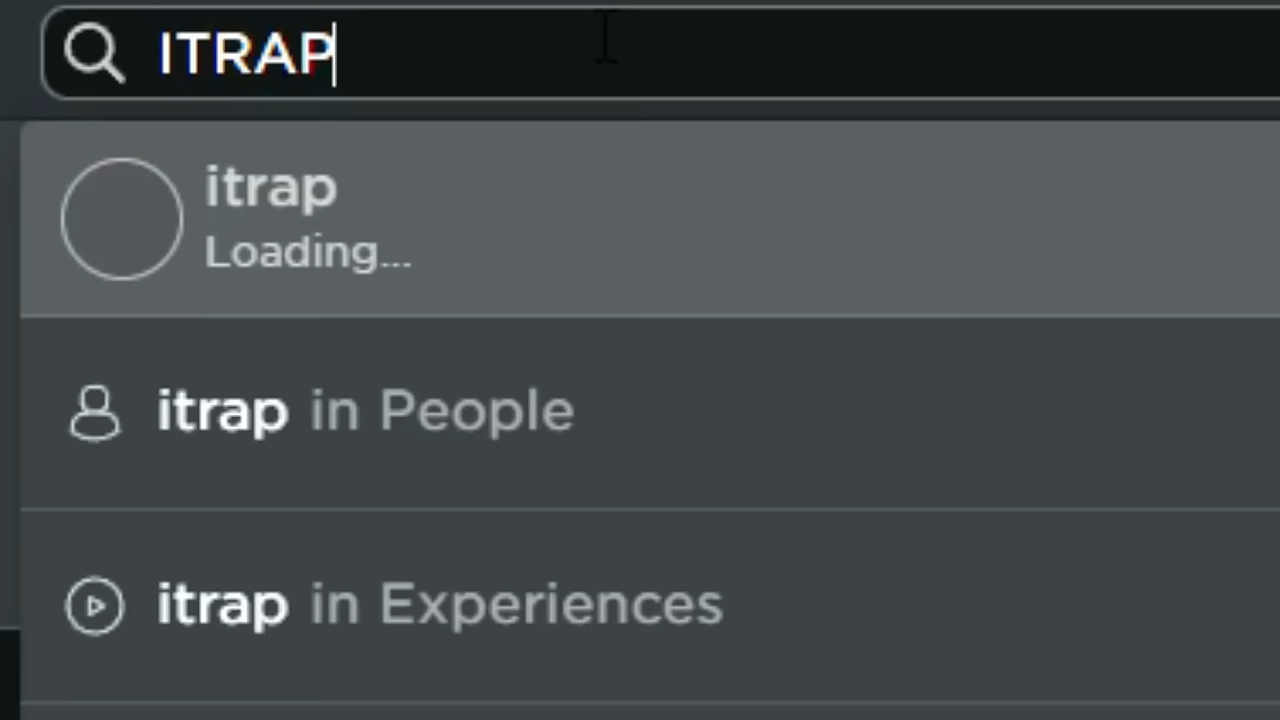 ITRAP
itrap
Loading...
itrap in People
itrap in Experiences